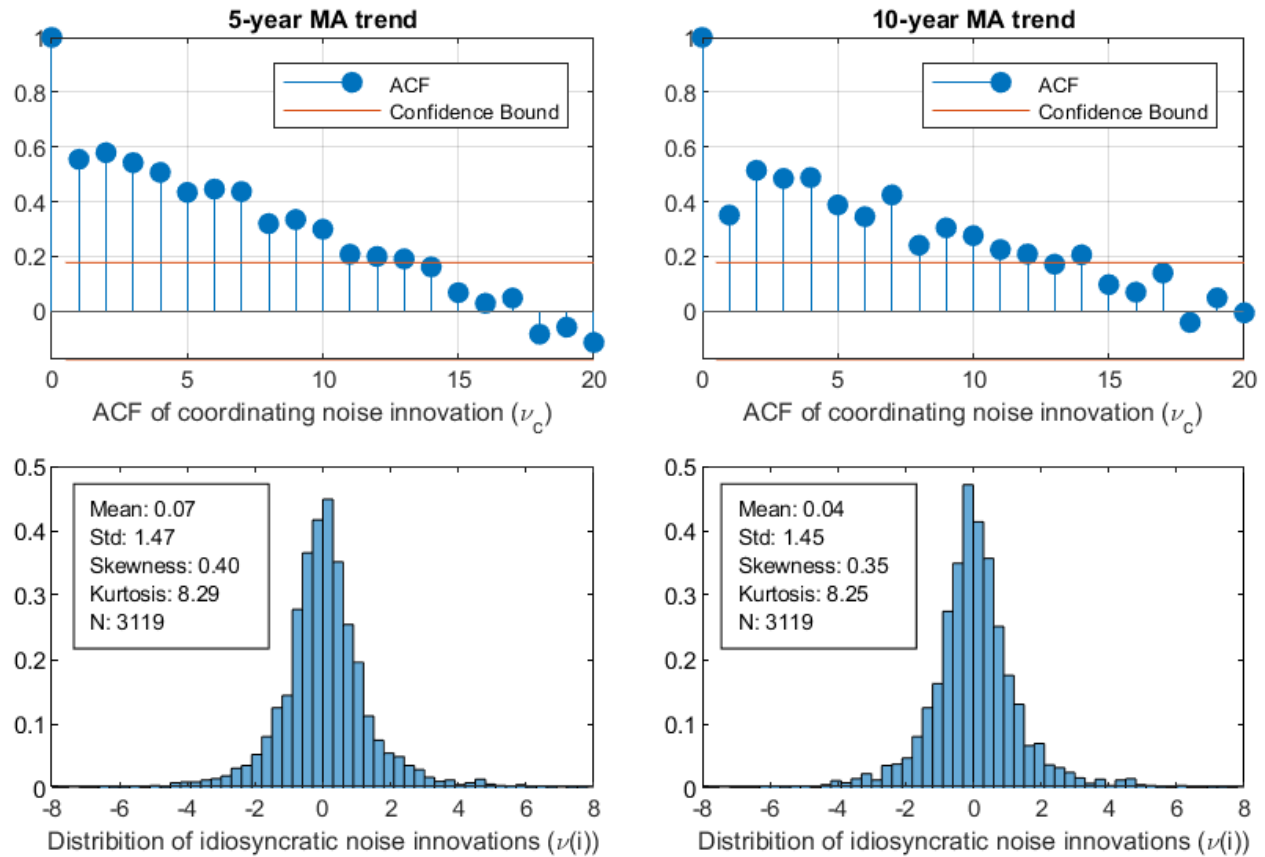 5-year MA trend
1
0.8
0.6
0.4
0.2
0
ACF
Confidence Bound
0 5 10 15 20
ACF of coordinating noise innovation (ν_c)
10-year MA trend
1
0.8
0.6
0.4
0.2
0
ACF
Confidence Bound
0 5 10 15 20
ACF of coordinating noise innovation (ν_c)
0.5
0.4
0.3
0.2
0.1
0
Mean: 0.07
Std: 1.47
Skewness: 0.40
Kurtosis: 8.29
N: 3119
-8 -6 -4 -2 0 2 4 6 8
Distribition of idiosyncratic noise innovations (ν(i))
0.5
0.4
0.3
0.2
0.1
0
Mean: 0.04
Std: 1.45
Skewness: 0.35
Kurtosis: 8.25
N: 3119
-8 -6 -4 -2 0 2 4 6 8
Distribition of idiosyncratic noise innovations (ν(i))